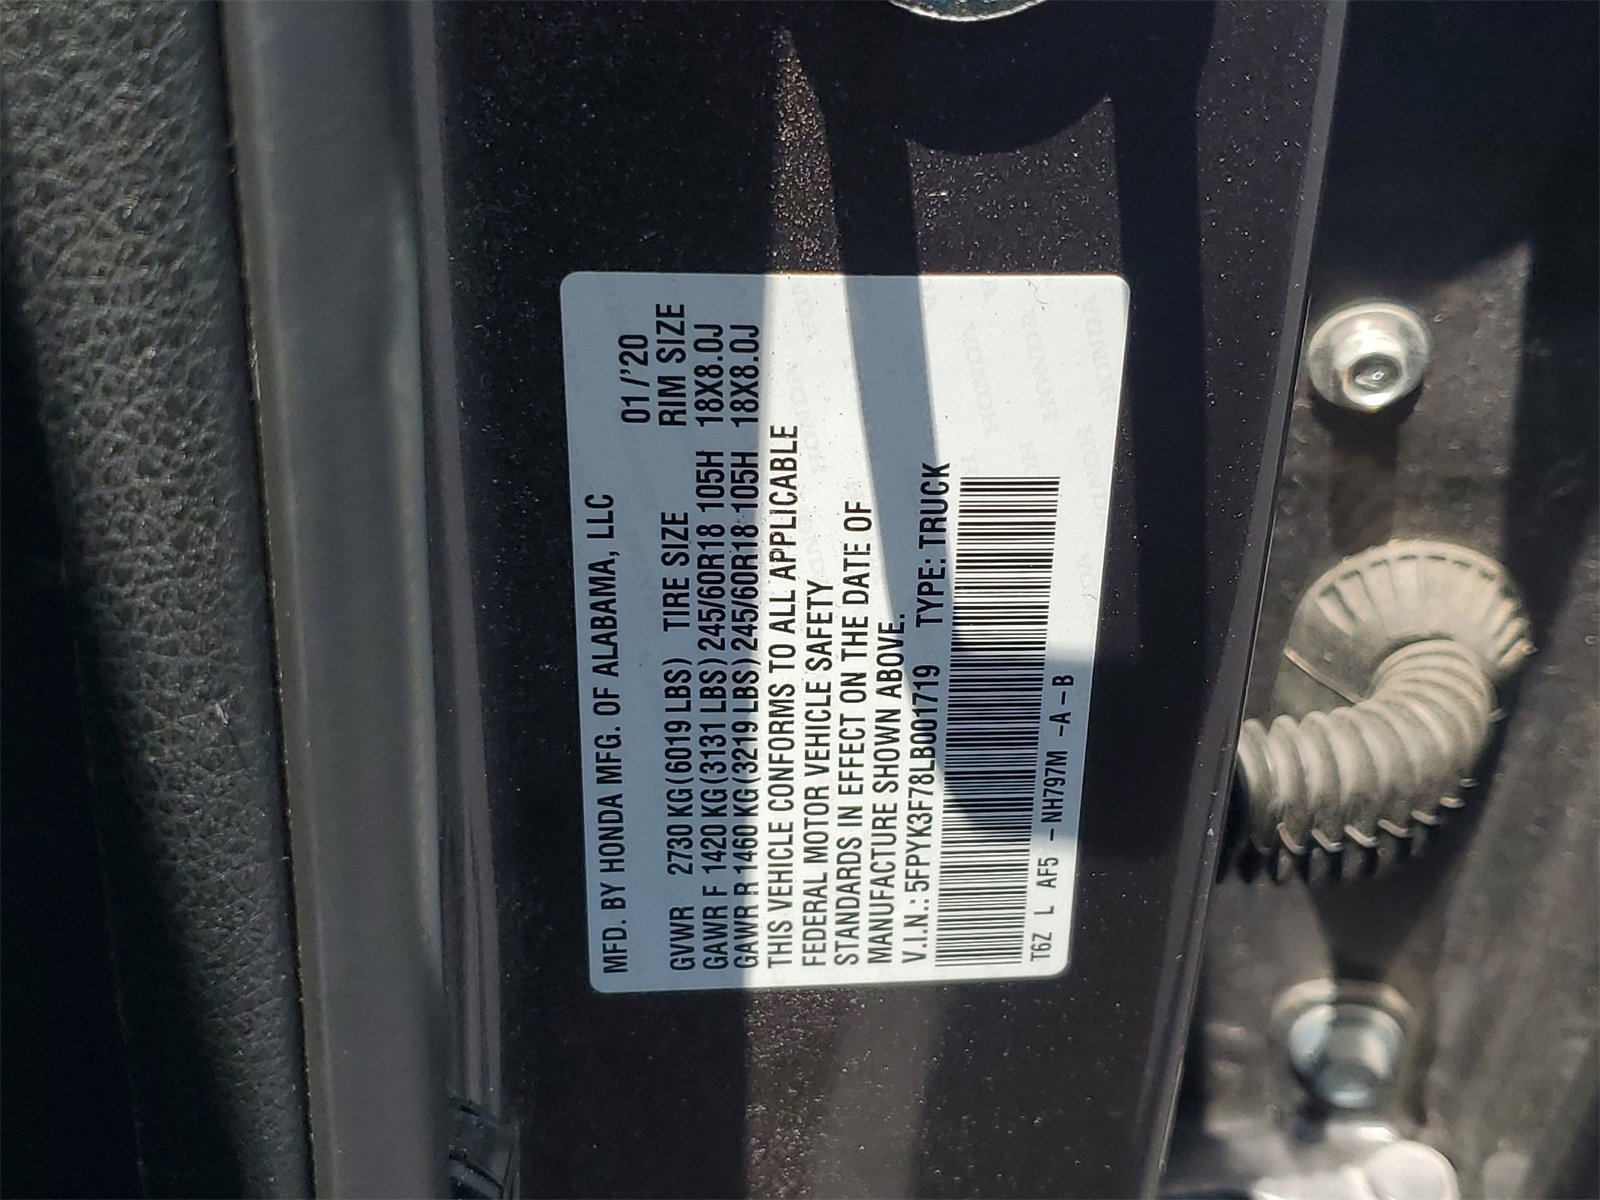 MFD. BY HONDA MFG. OF ALABAMA, LLC
01/'20
GVWR 2730 KG (6019 LBS) TIRE SIZE RIM SIZE
GAWR F 1420 KG (3131 LBS) 245/60R18 105H 18X8.0J
GAWR R 1460 KG (3219 LBS) 245/60R18 105H 18X8.0J
THIS VEHICLE CONFORMS TO ALL APPLICABLE
FEDERAL MOTOR VEHICLE SAFETY
STANDARDS IN EFFECT ON THE DATE OF
MANUFACTURE SHOWN ABOVE.
V.I.N.: 5FPYK3F78LB001719 TYPE: TRUCK
T6Z L AF5 - NH797M -A-B
HONDA
HONDA
HONDA